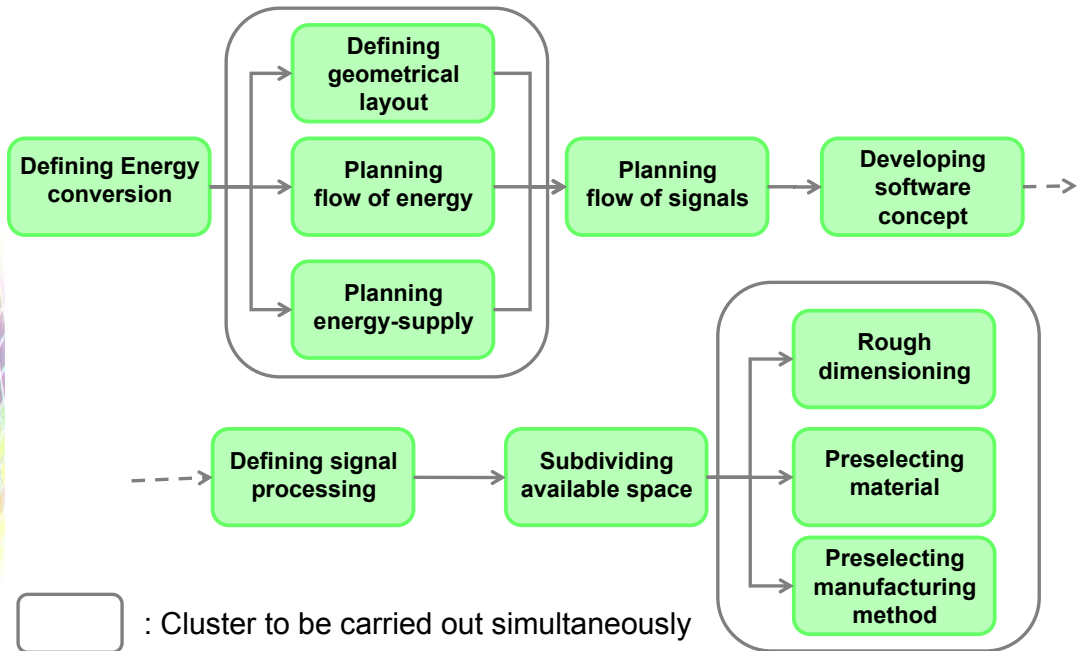 Defining
geometrical
layout
Defining Energy
conversion
Planning
flow of energy
Planning
flow of signals
Developing
software
concept
Planning
energy-supply
Rough
dimensioning
Defining signal
processing
Subdividing
available space
Preselecting
material
Preselecting
manufacturing
method
: Cluster to be carried out simultaneously